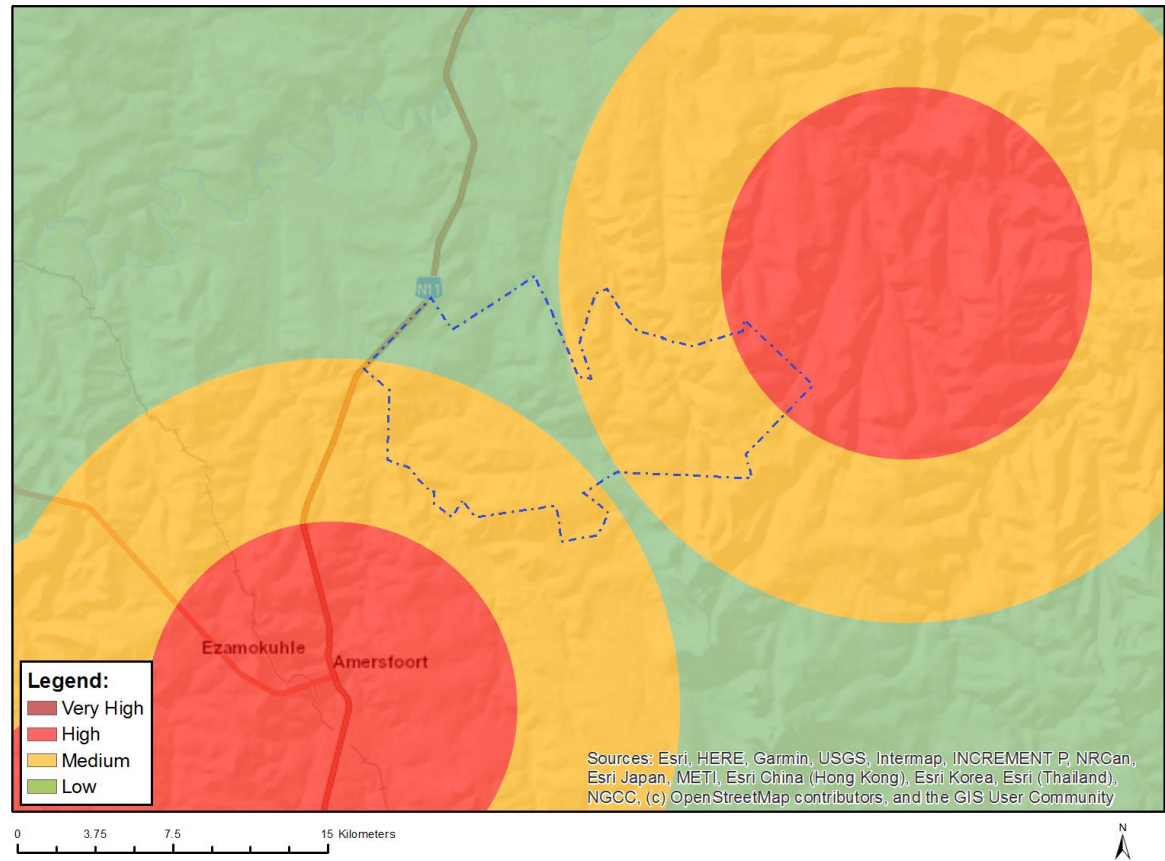 N11
Ezamokuhle
Amersfoort
Legend:
Very High
High
Medium
Low
Sources: Esri, HERE, Garmin, USGS, Intermap, INCREMENT P, NRCan,
Esri Japan, METI, Esri China (Hong Kong), Esri Korea, Esri (Thailand),
NGCC, (c) OpenStreetMap contributors, and the GIS User Community
0 3.75 7.5 15 Kilometers
N